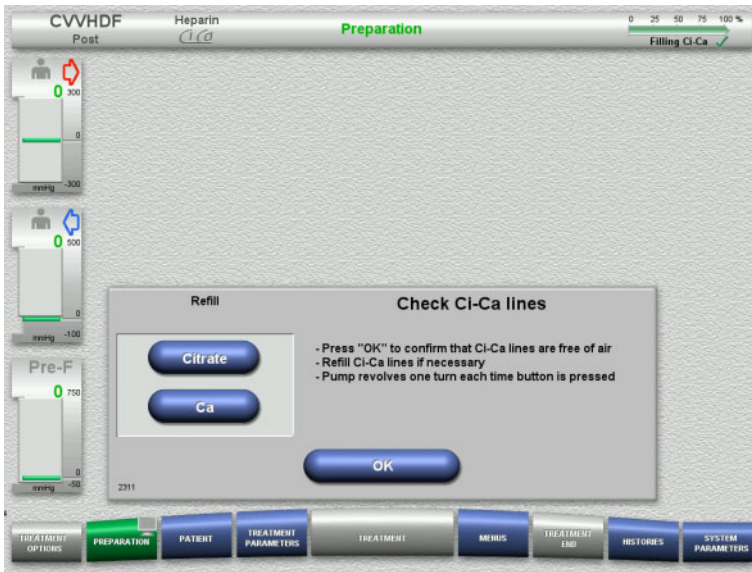 CVVHDF
Post
Heparin
Ci Ca
Preparation
0 25 50 75 100 %
Filling Ci-Ca
0
300
0
-300
mmHg
0
500
0
-100
mmHg
Pre-F
0
750
0
-50
mmHg
Refill
Citrate
Ca
Check Ci-Ca lines
- Press "OK" to confirm that Ci-Ca lines are free of air
- Refill Ci-Ca lines if necessary
- Pump revolves one turn each time button is pressed
OK
2311
TREATMENT OPTIONS
PREPARATION
PATIENT
TREATMENT PARAMETERS
TREATMENT
MENUS
TREATMENT END
HISTORIES
SYSTEM PARAMETERS